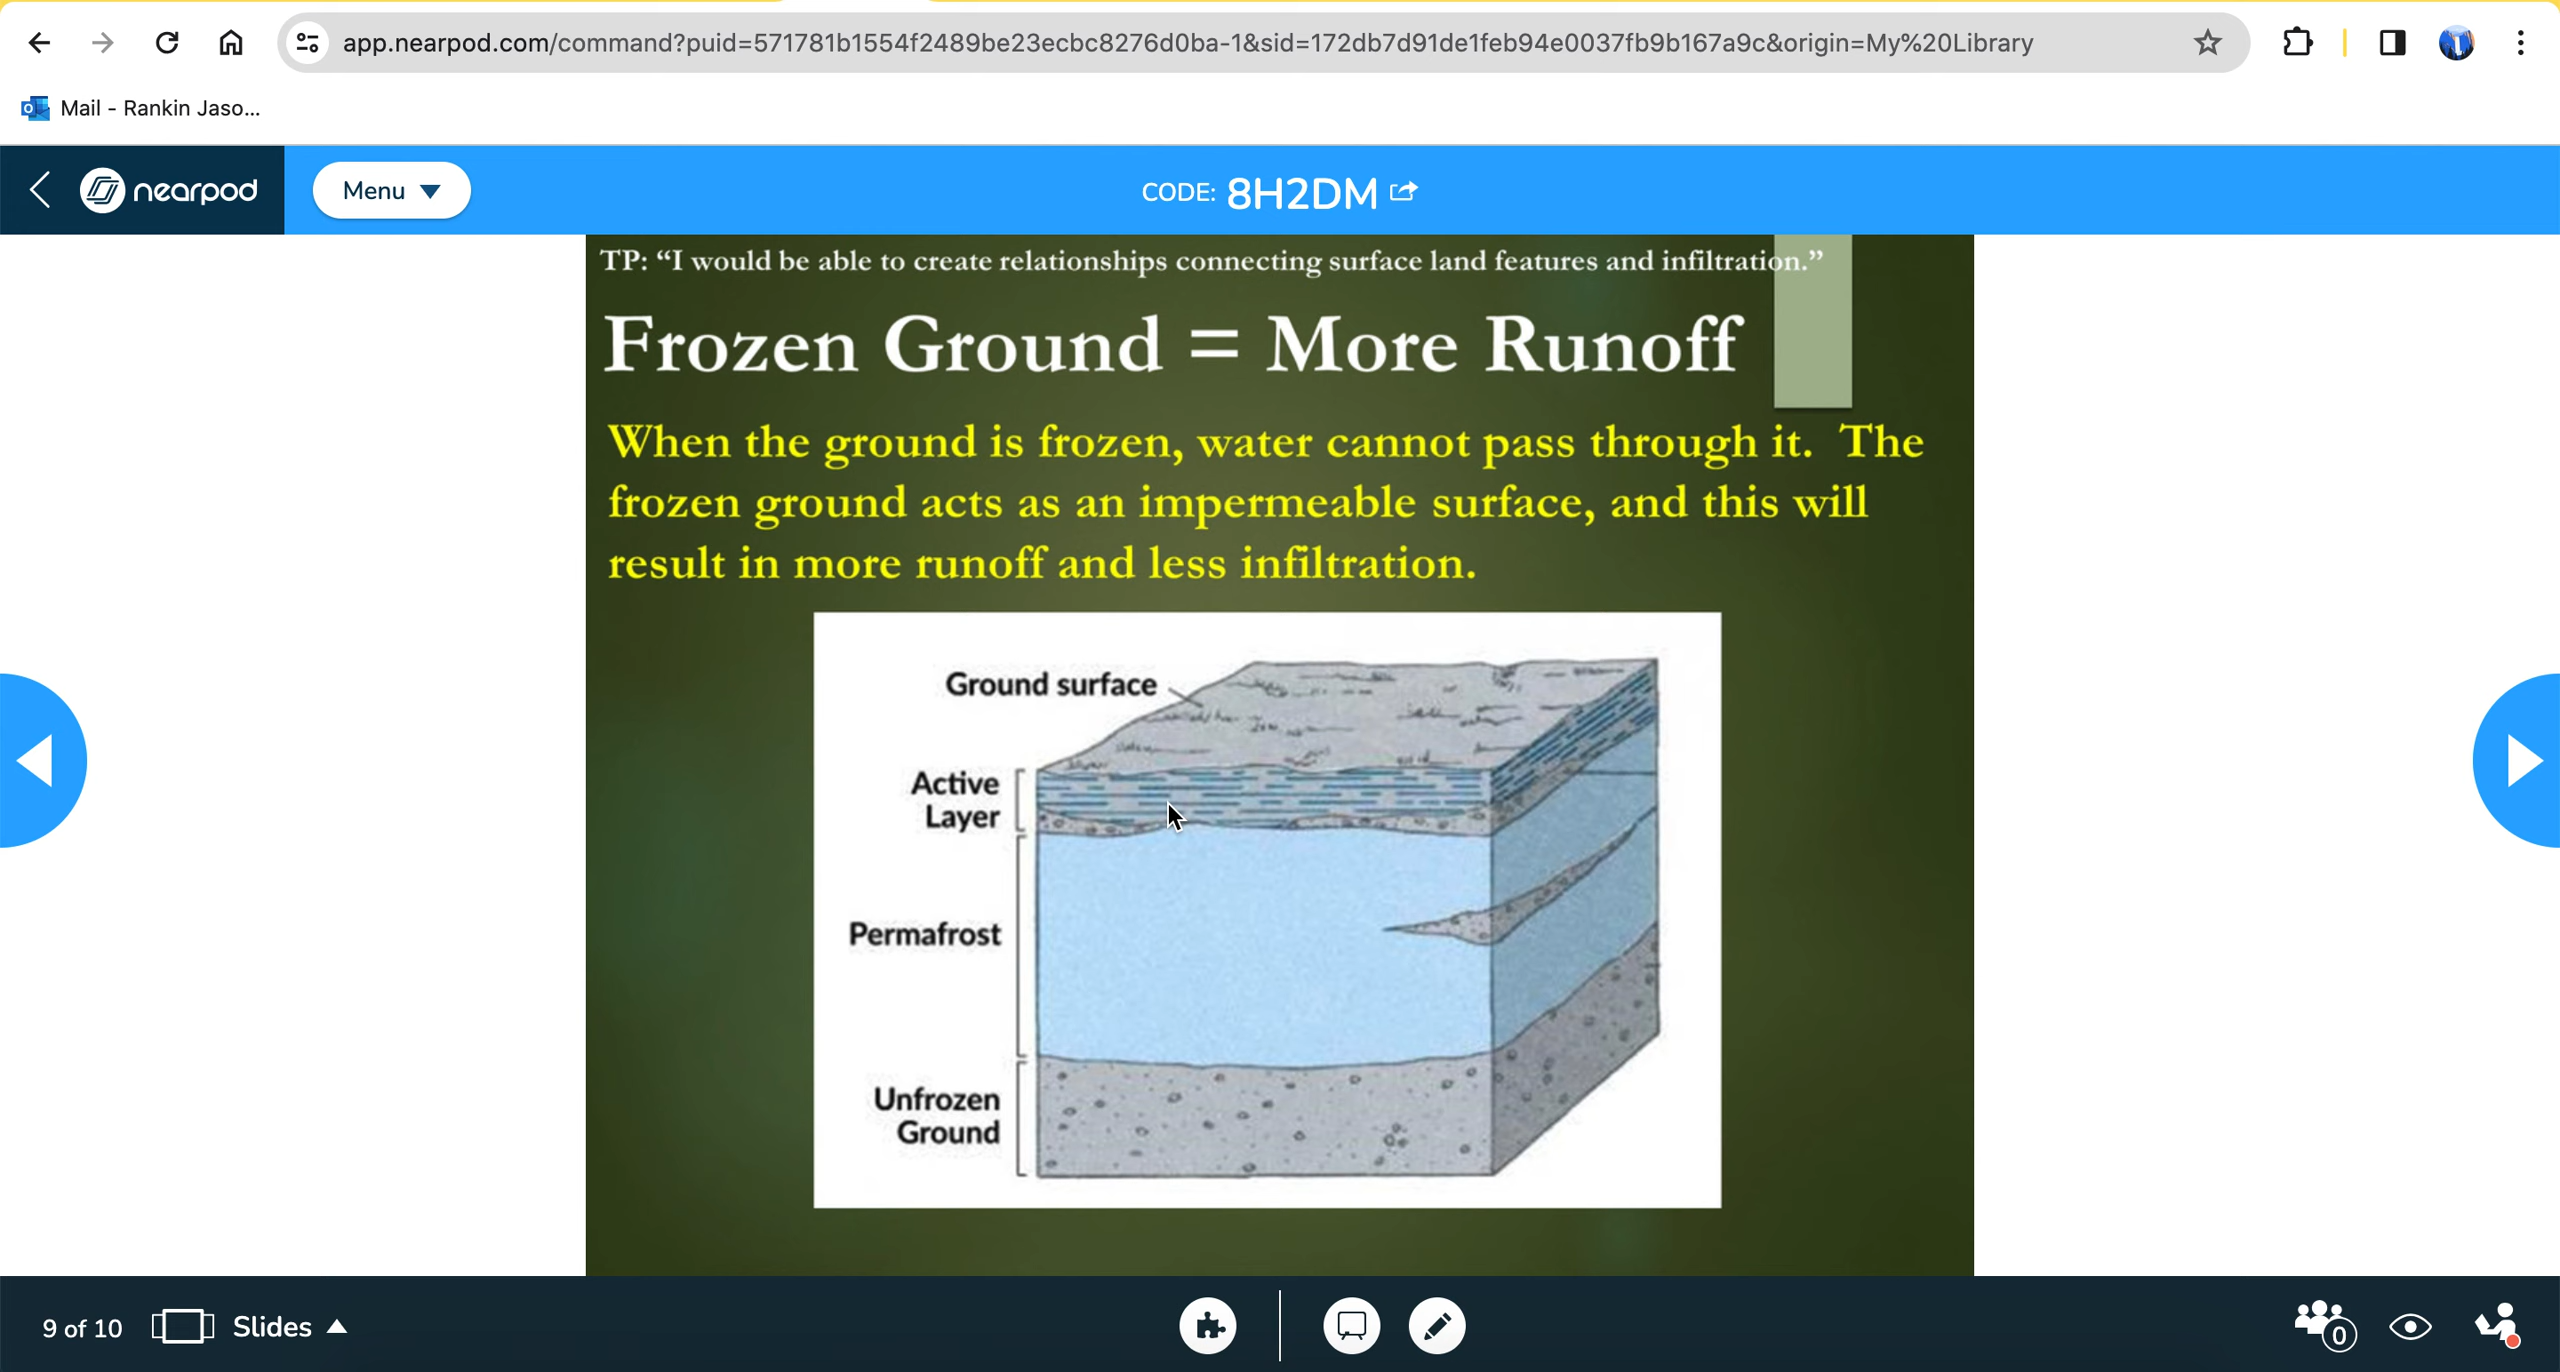 app.nearpod.com/command?puid=571781b1554f2489be23ecbc8276d0ba-1&sid=172db7d91de1feb94e0037fb9b167a9c&origin=My%20Library
Mail - Rankin Jaso...
nearpod
Menu
CODE: 8H2DM
TP: “I would be able to create relationships connecting surface land features and infiltration.”
Frozen Ground = More Runoff
When the ground is frozen, water cannot pass through it. The
frozen ground acts as an impermeable surface, and this will
result in more runoff and less infiltration.
Ground surface
Active
Layer
Permafrost
Unfrozen
Ground
9 of 10
Slides
0